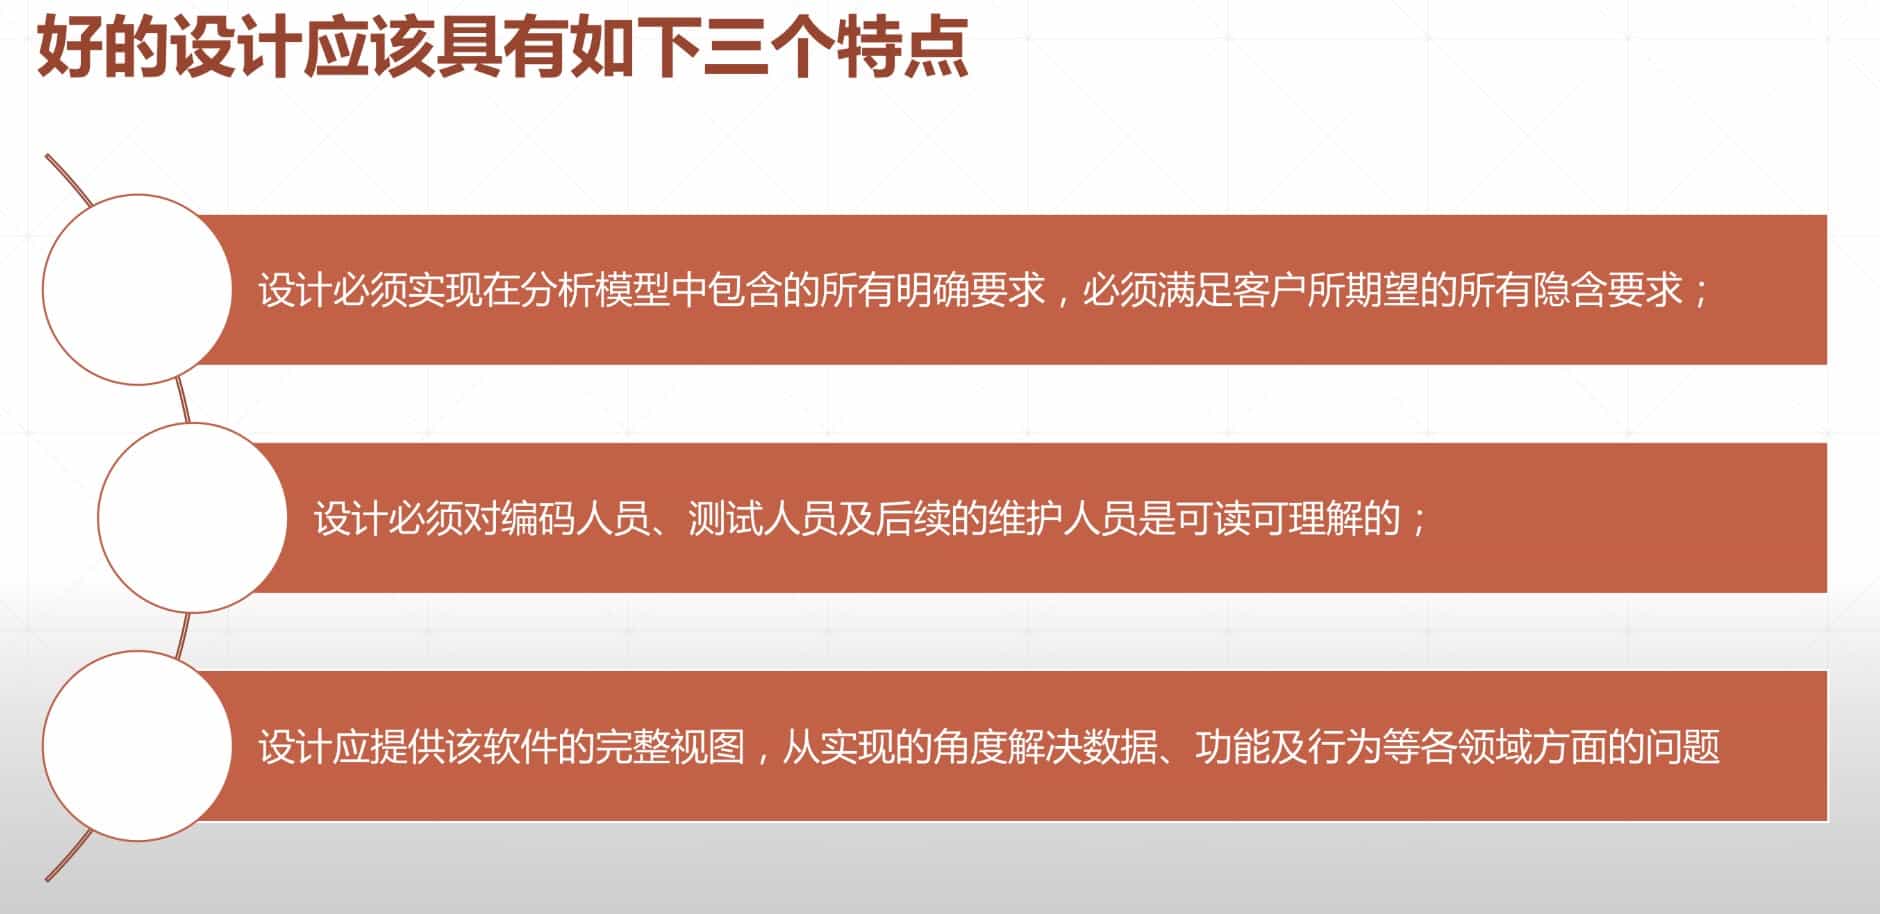 好的设计应该具有如下三个特点
设计必须实现在分析模型中包含的所有明确要求，必须满足客户所期望的所有隐含要求；
设计必须对编码人员、测试人员及后续的维护人员是可读可理解的；
设计应提供该软件的完整视图，从实现的角度解决数据、功能及行为等各领域方面的问题